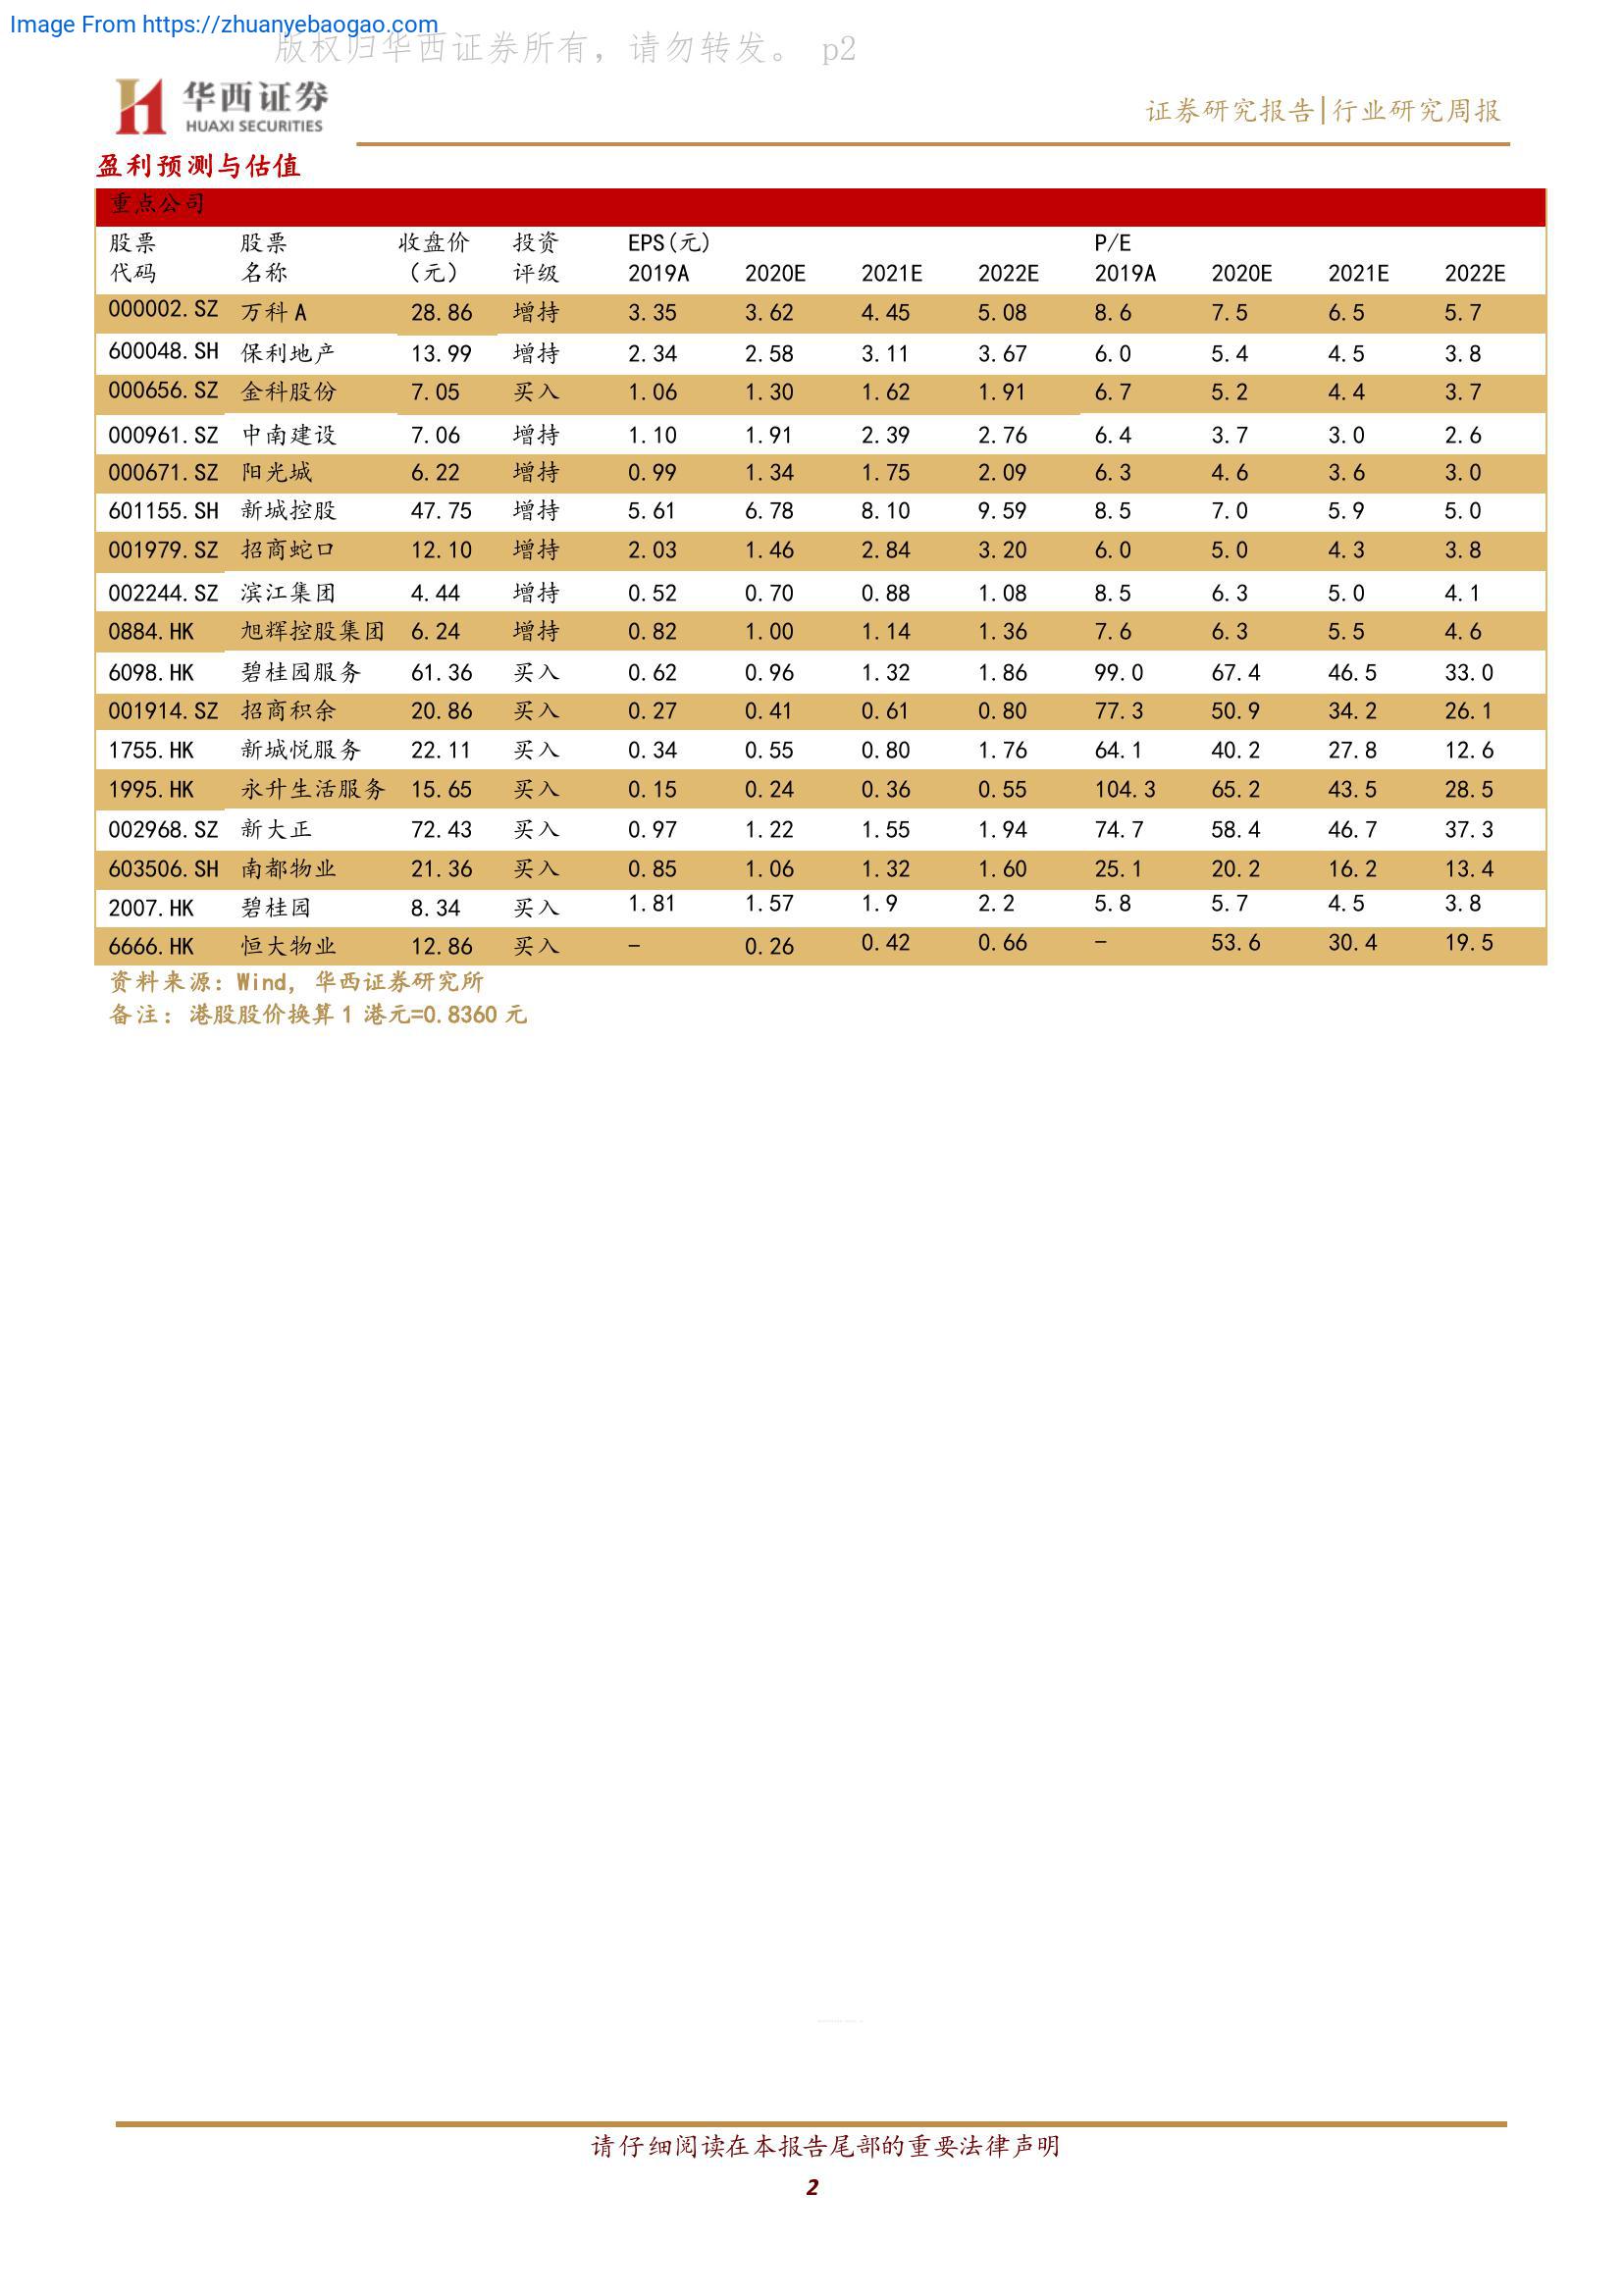 Image From https://zhuanyebaogao.com
版权归华西证券所有，请勿转发。 p2
华西证券
HUAXI SECURITIES
证券研究报告|行业研究周报
盈利预测与估值
重点公司
股票 股票 收盘价 投资 EPS(元) P/E
代码 名称 （元） 评级 2019A 2020E 2021E 2022E 2019A 2020E 2021E 2022E
000002.SZ 万科A 28.86 增持 3.35 3.62 4.45 5.08 8.6 7.5 6.5 5.7
600048.SH 保利地产 13.99 增持 2.34 2.58 3.11 3.67 6.0 5.4 4.5 3.8
000656.SZ 金科股份 7.05 买入 1.06 1.30 1.62 1.91 6.7 5.2 4.4 3.7
000961.SZ 中南建设 7.06 增持 1.10 1.91 2.39 2.76 6.4 3.7 3.0 2.6
000671.SZ 阳光城 6.22 增持 0.99 1.34 1.75 2.09 6.3 4.6 3.6 3.0
601155.SH 新城控股 47.75 增持 5.61 6.78 8.10 9.59 8.5 7.0 5.9 5.0
001979.SZ 招商蛇口 12.10 增持 2.03 1.46 2.84 3.20 6.0 5.0 4.3 3.8
002244.SZ 滨江集团 4.44 增持 0.52 0.70 0.88 1.08 8.5 6.3 5.0 4.1
0884.HK 旭辉控股集团 6.24 增持 0.82 1.00 1.14 1.36 7.6 6.3 5.5 4.6
6098.HK 碧桂园服务 61.36 买入 0.62 0.96 1.32 1.86 99.0 67.4 46.5 33.0
001914.SZ 招商积余 20.86 买入 0.27 0.41 0.61 0.80 77.3 50.9 34.2 26.1
1755.HK 新城悦服务 22.11 买入 0.34 0.55 0.80 1.76 64.1 40.2 27.8 12.6
1995.HK 永升生活服务 15.65 买入 0.15 0.24 0.36 0.55 104.3 65.2 43.5 28.5
002968.SZ 新大正 72.43 买入 0.97 1.22 1.55 1.94 74.7 58.4 46.7 37.3
603506.SH 南都物业 21.36 买入 0.85 1.06 1.32 1.60 25.1 20.2 16.2 13.4
2007.HK 碧桂园 8.34 买入 1.81 1.57 1.9 2.2 5.8 5.7 4.5 3.8
6666.HK 恒大物业 12.86 买入 - 0.26 0.42 0.66 - 53.6 30.4 19.5
资料来源：Wind，华西证券研究所
备注：港股股价换算1 港元=0.8360 元
请仔细阅读在本报告尾部的重要法律声明
2